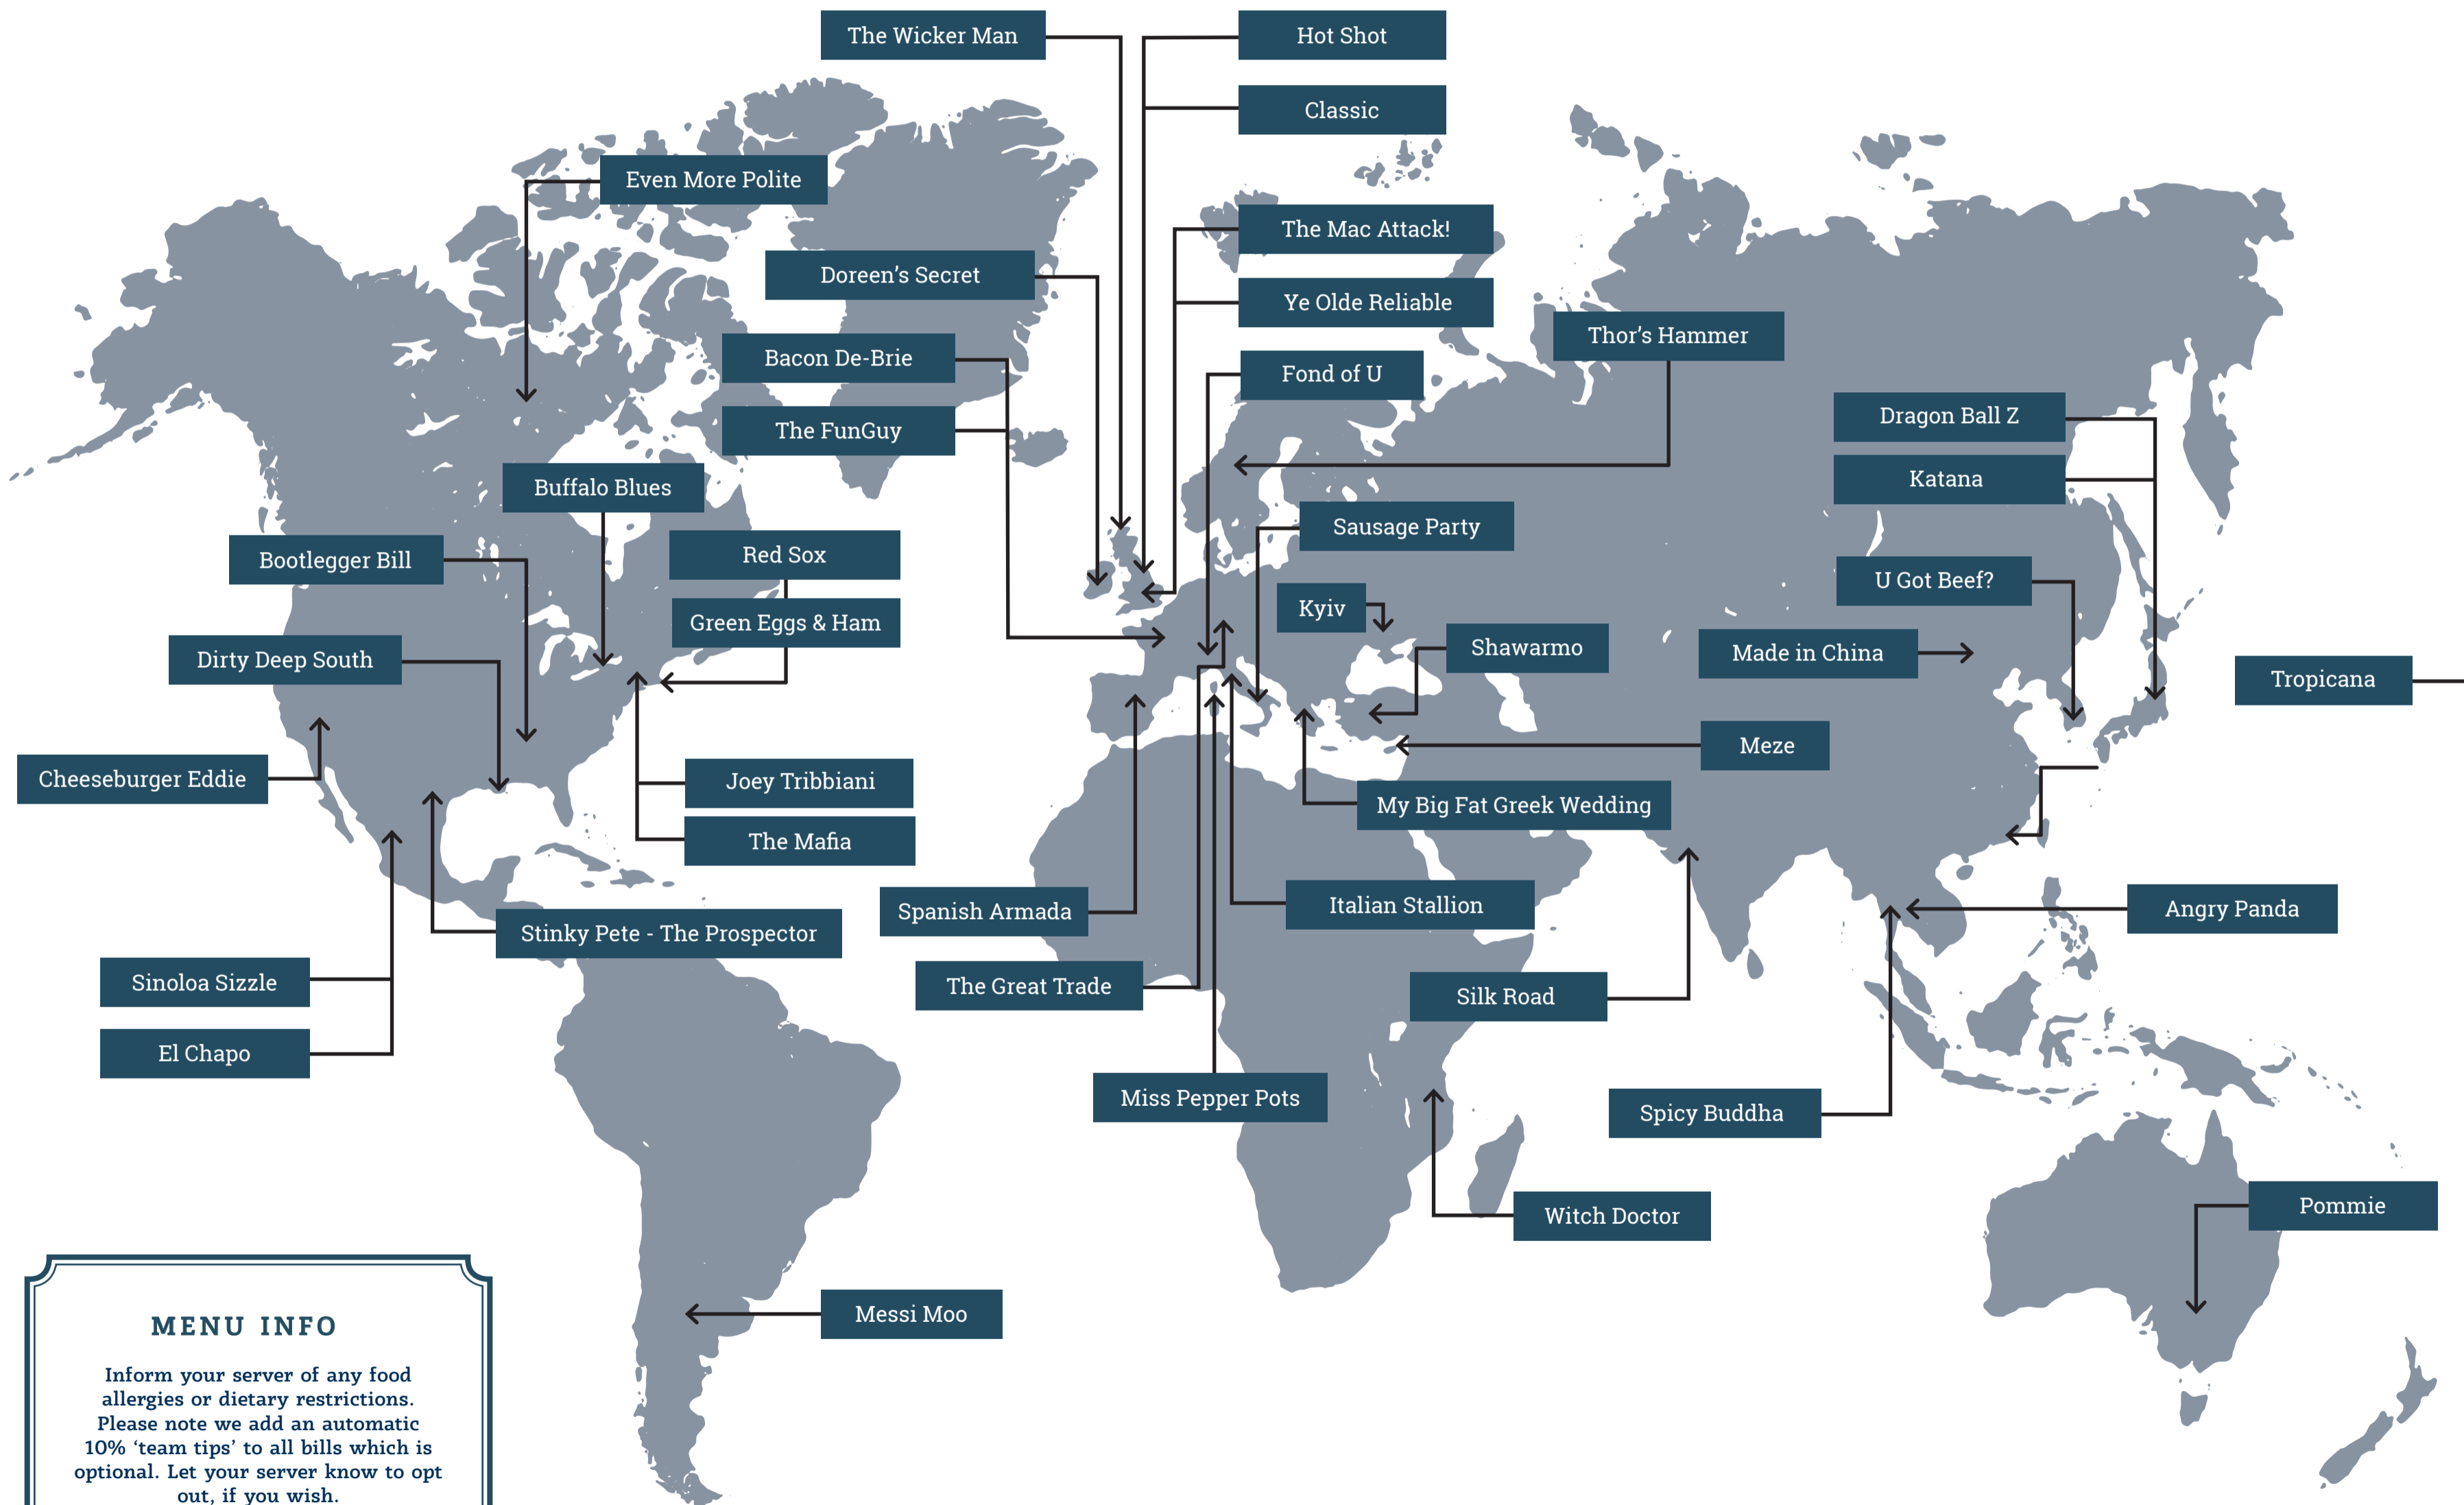 The Wicker Man
Hot Shot
Classic
Even More Polite
The Mac Attack!
Doreen's Secret
Ye Olde Reliable
Thor's Hammer
Bacon De-Brie
Fond of U
Dragon Ball Z
The FunGuy
Katana
Buffalo Blues
Sausage Party
Red Sox
Bootlegger Bill
U Got Beef?
Kyiv
Green Eggs & Ham
Shawarmo
Made in China
Dirty Deep South
Tropicana
Meze
Cheeseburger Eddie
Joey Tribbiani
My Big Fat Greek Wedding
The Mafia
Spanish Armada
Italian Stallion
Angry Panda
Stinky Pete - The Prospector
Sinoloa Sizzle
The Great Trade
Silk Road
El Chapo
Miss Pepper Pots
Spicy Buddha
Witch Doctor
Pommie
Messi Moo
MENU INFO
Inform your server of any food
allergies or dietary restrictions.
Please note we add an automatic
10% ‘team tips’ to all bills which is
optional. Let your server know to opt
out, if you wish.